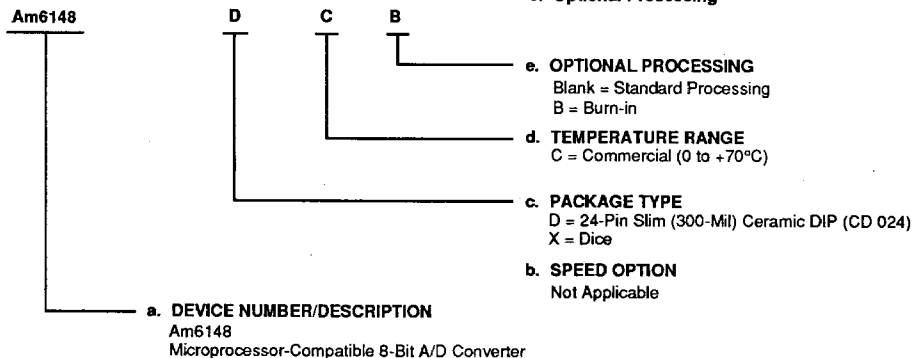 e. Optional Processing
Am6148 D C B
e. OPTIONAL PROCESSING
Blank = Standard Processing
B = Burn-in
d. TEMPERATURE RANGE
C = Commercial (0 to +70°C)
c. PACKAGE TYPE
D = 24-Pin Slim (300-Mil) Ceramic DIP (CD 024)
X = Dice
b. SPEED OPTION
Not Applicable
a. DEVICE NUMBER/DESCRIPTION
Am6148
Microprocessor-Compatible 8-Bit A/D Converter